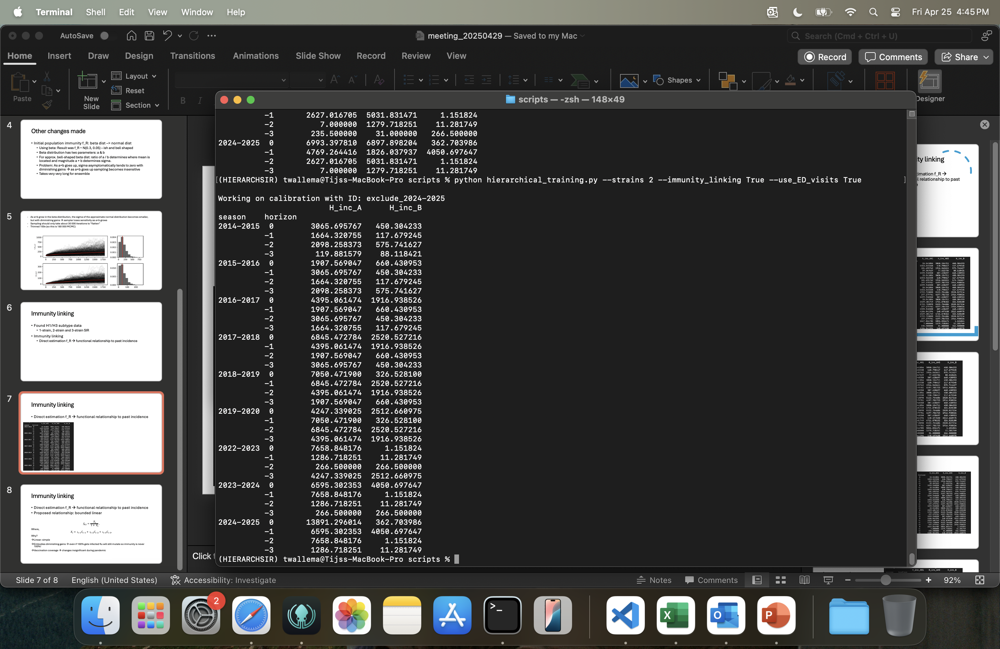 Terminal Shell Edit View Window Help Fri Apr 25 4:45 PM
AutoSave meeting_20250429 — Saved to my Mac Search (Cmd + Ctrl + U)
Home Insert Draw Design Transitions Animations Slide Show Record Review View Record Comments Share
Paste New Slide Layout Reset Section Shapes Designer
B I
4
Other changes made
• Initial population immunity f_R: beta dist –> normal dist
• Using beta: Result was f_R ~ N(0.3, 0.05) – ish and bell shaped
• Beta distribution has two parameters: a & b
• For approx. bell-shaped beta dist: ratio of a / b determines where mean is
located and magnitude a + b determines sigma.
• Problem: As a+b goes up, sigma asymptotically tends to zero with
diminishing gains → as a+b goes up sampling becomes insensitive
• Takes very very long for ensemble
5
- As a+b grow in the beta distribution, the sigma of the approximate normal distribution becomes smaller,
but with diminishing gains → sampler loses sensitivity as a+b grows
- Sampling should only take about 30 000 iterations to "flatten"
- Thinned 100x (so this is 180 000 MCMC)
6
Immunity linking
• Found H1/H3 subtype data
• 1-strain, 2-strain and 3-strain SIR
• Immunity linking
• Direct estimation f_R → functional relationship to past incidence
7
Immunity linking
• Direct estimation f_R → functional relationship to past incidence
8
Immunity linking
• Direct estimation f_R → functional relationship to past incidence
• Proposed relationship: bounded linear
Where,
Why?
→Linear: simple
→Embodies diminishing gains → even if 100% gets infected flu will still mutate so immunity is never
100%!
→Vaccination coverage → changes insignificant during pandemic
scripts — -zsh — 148×49
-1 2627.016705 5031.831471 1.151824
-2 7.000000 1279.718251 11.281749
-3 235.500000 31.000000 266.500000
2024-2025 0 6993.397810 6897.898204 362.703986
-1 4769.264416 1826.037937 4050.697647
-2 2627.016705 5031.831471 1.151824
-3 7.000000 1279.718251 11.281749
[(HIERARCHSIR) twallema@Tijss-MacBook-Pro scripts % python hierarchical_training.py --strains 2 --immunity_linking True --use_ED_visits True ]
Working on calibration with ID: exclude_2024-2025
H_inc_A H_inc_B
season horizon
2014-2015 0 3065.695767 450.304233
-1 1664.320755 117.679245
-2 2098.258373 575.741627
-3 119.881579 88.118421
2015-2016 0 1907.569047 660.430953
-1 3065.695767 450.304233
-2 1664.320755 117.679245
-3 2098.258373 575.741627
2016-2017 0 4395.061474 1916.938526
-1 1907.569047 660.430953
-2 3065.695767 450.304233
-3 1664.320755 117.679245
2017-2018 0 6845.472784 2520.527216
-1 4395.061474 1916.938526
-2 1907.569047 660.430953
-3 3065.695767 450.304233
2018-2019 0 7050.471900 326.528100
-1 6845.472784 2520.527216
-2 4395.061474 1916.938526
-3 1907.569047 660.430953
2019-2020 0 4247.339025 2512.660975
-1 7050.471900 326.528100
-2 6845.472784 2520.527216
-3 4395.061474 1916.938526
2022-2023 0 7658.848176 1.151824
-1 1286.718251 11.281749
-2 266.500000 266.500000
-3 4247.339025 2512.660975
2023-2024 0 6595.302353 4050.697647
-1 7658.848176 1.151824
-2 1286.718251 11.281749
-3 266.500000 266.500000
2024-2025 0 13891.296014 362.703986
-1 6595.302353 4050.697647
-2 7658.848176 1.151824
-3 1286.718251 11.281749
(HIERARCHSIR) twallema@Tijss-MacBook-Pro scripts %
ity linking
imation f_R →
l relationship to past
Click t
Slide 7 of 8 English (United States) Accessibility: Investigate Notes Comments 92%
2